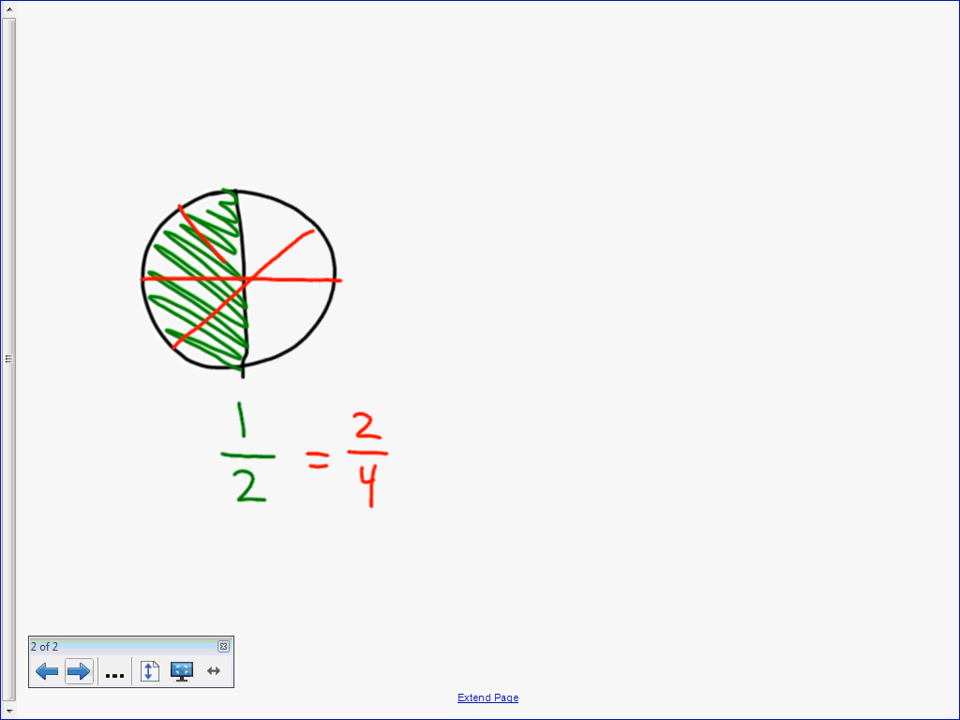 1/2 = 2/4
2 of 2
...
Extend Page